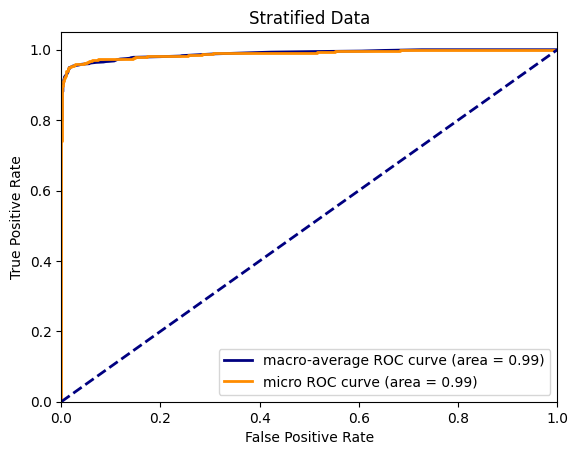 Stratified Data
True Positive Rate
1.0
0.8
0.6
0.4
0.2
0.0
macro-average ROC curve (area = 0.99)
micro ROC curve (area = 0.99)
0.0 0.2 0.4 0.6 0.8 1.0
False Positive Rate